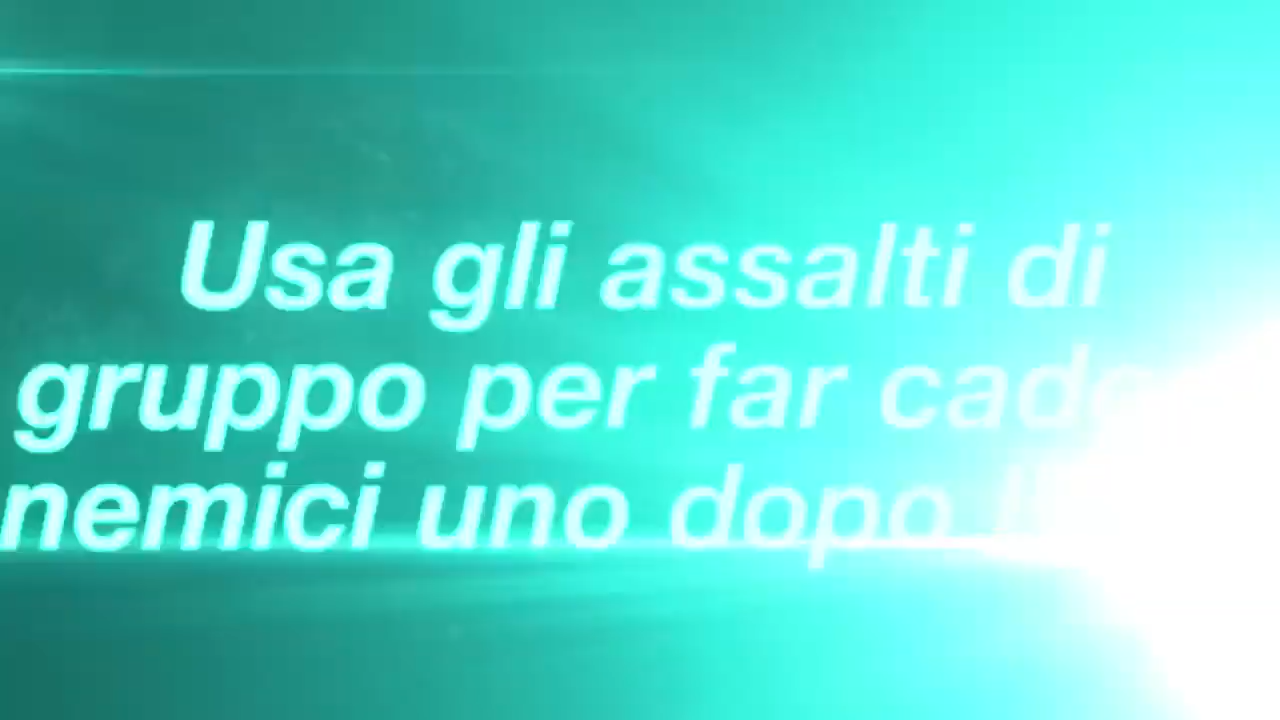 Usa gli assalti di
gruppo per far
nemici uno dopo